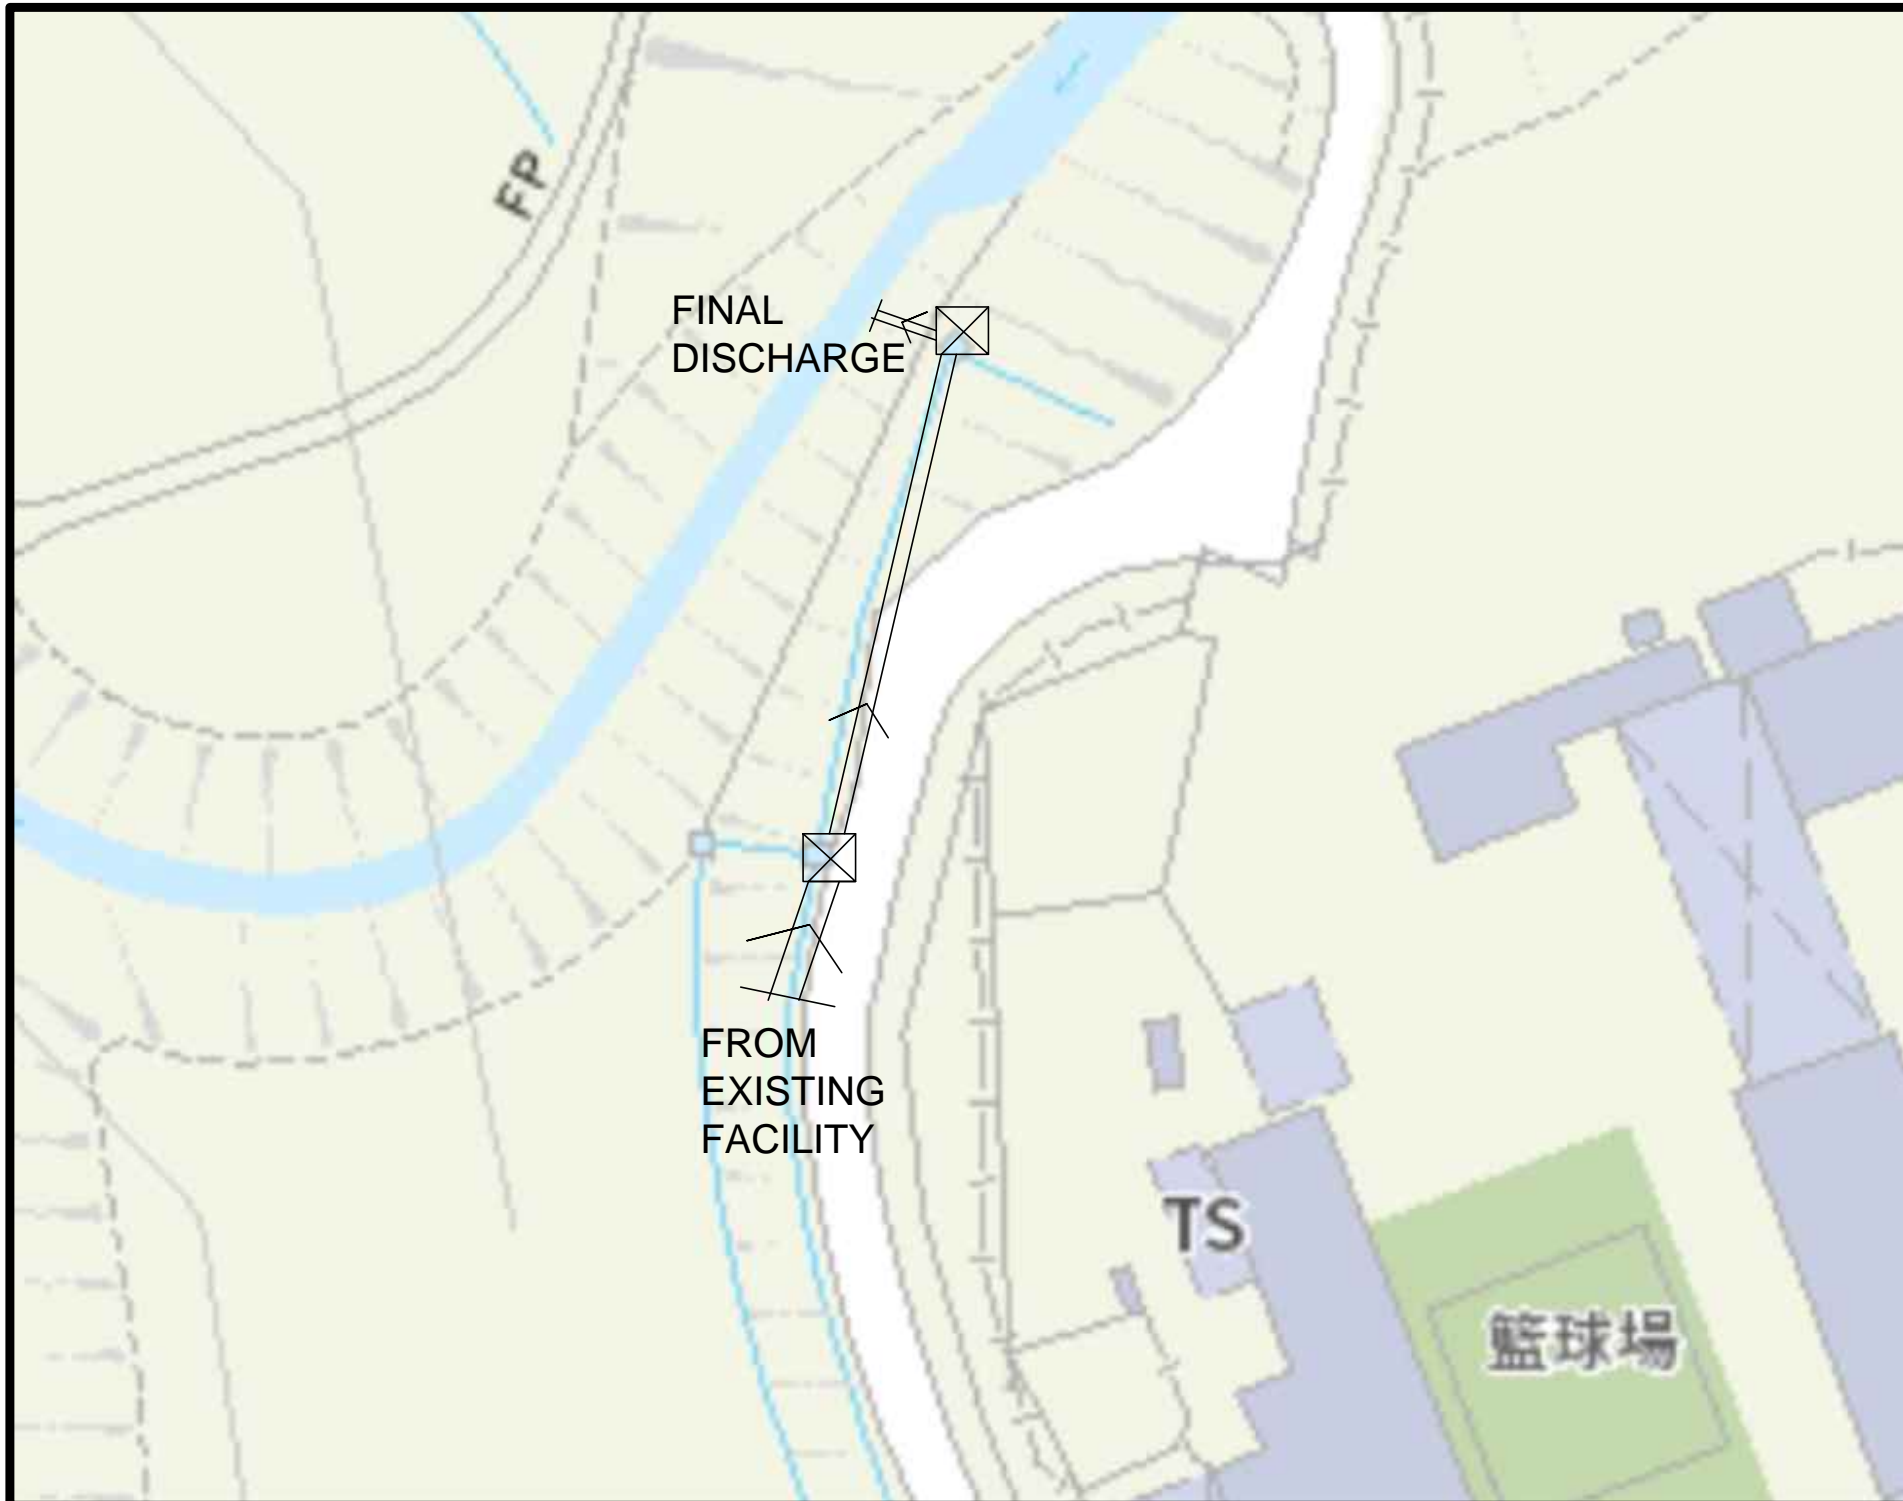 FP
FINAL
DISCHARGE
FROM
EXISTING
FACILITY
TS
籃球場